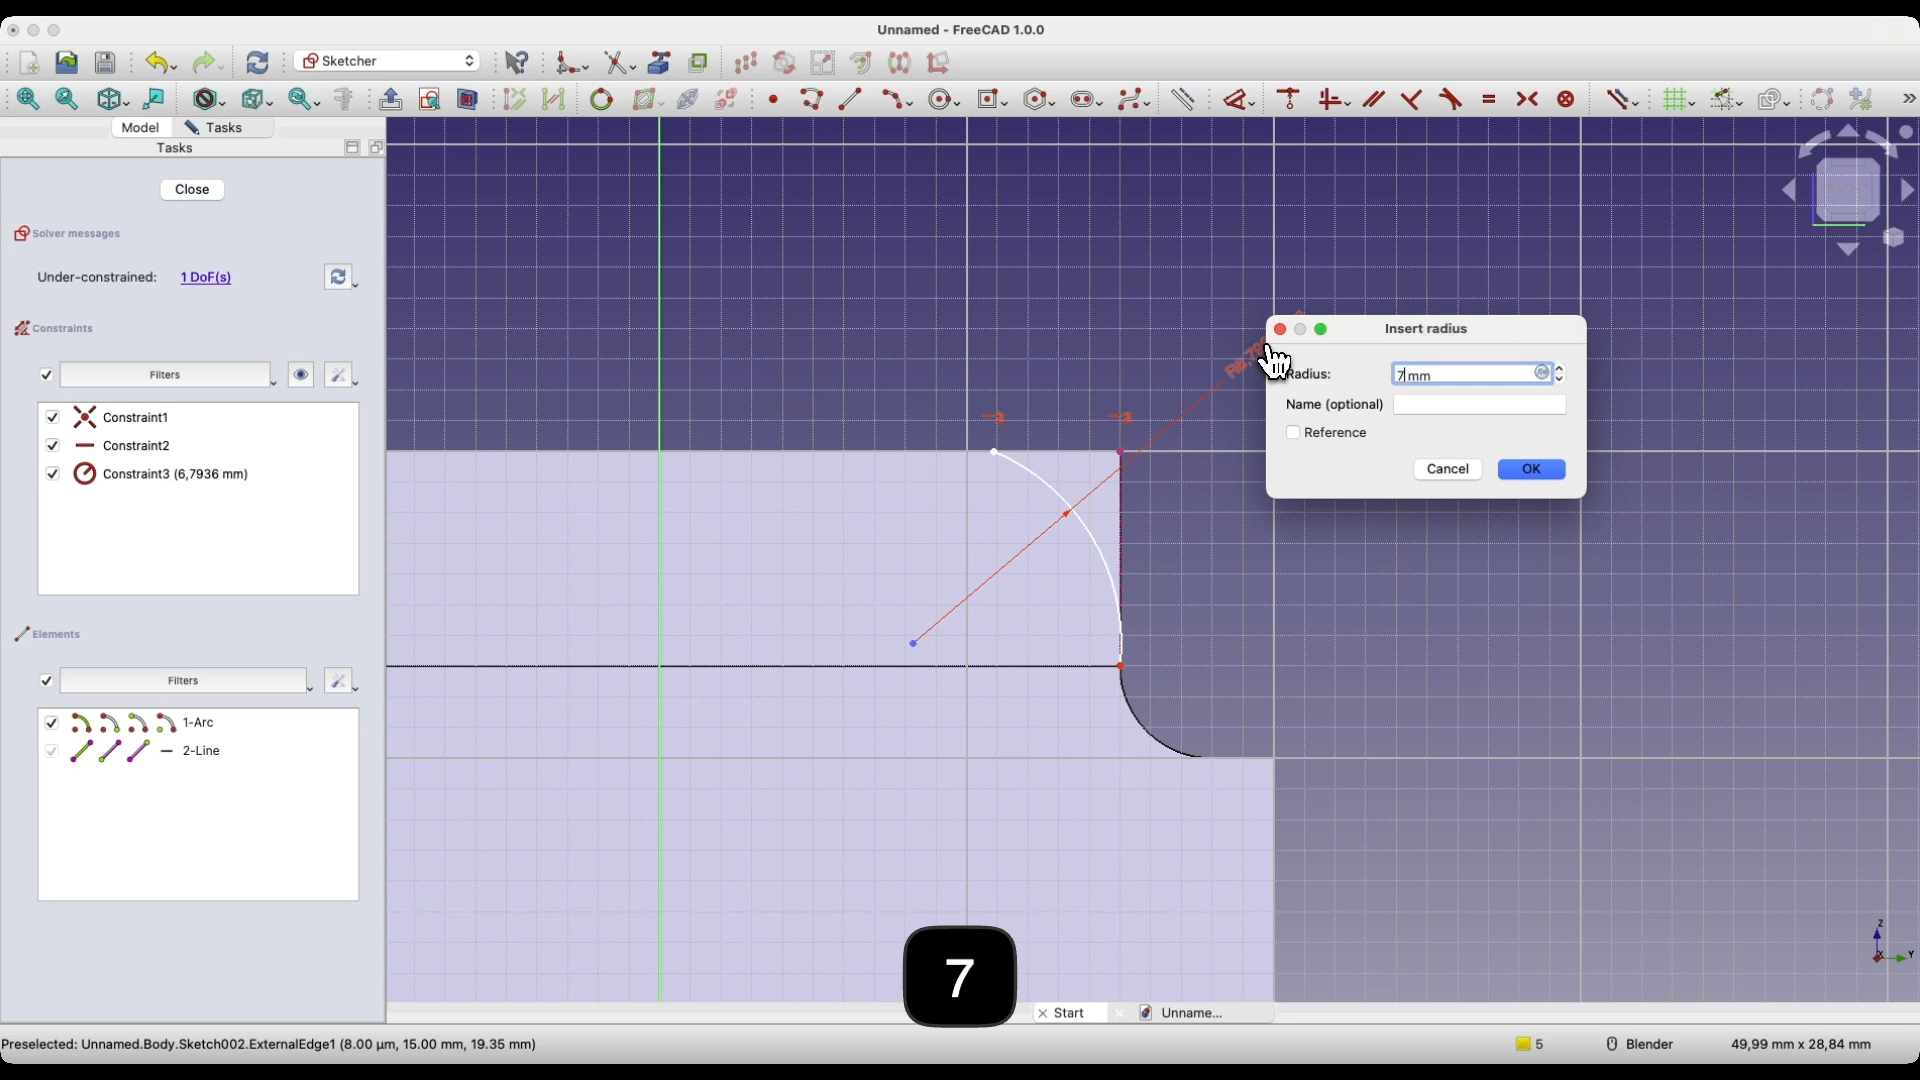 Unnamed - FreeCAD 1.0.0
Sketcher
Model
Tasks
Tasks
Close
Solver messages
Under-constrained:
1 DoF(s)
Constraints
Filters
Constraint1
Constraint2
Constraint3 (6,7936 mm)
Elements
Filters
1-Arc
2-Line
Insert radius
Radius:
7 mm
Name (optional)
Reference
Cancel
OK
7
Z
Y
Start
Unname...
Preselected: Unnamed.Body.Sketch002.ExternalEdge1 (8.00 µm, 15.00 mm, 19.35 mm)
5
Blender
49,99 mm x 28,84 mm